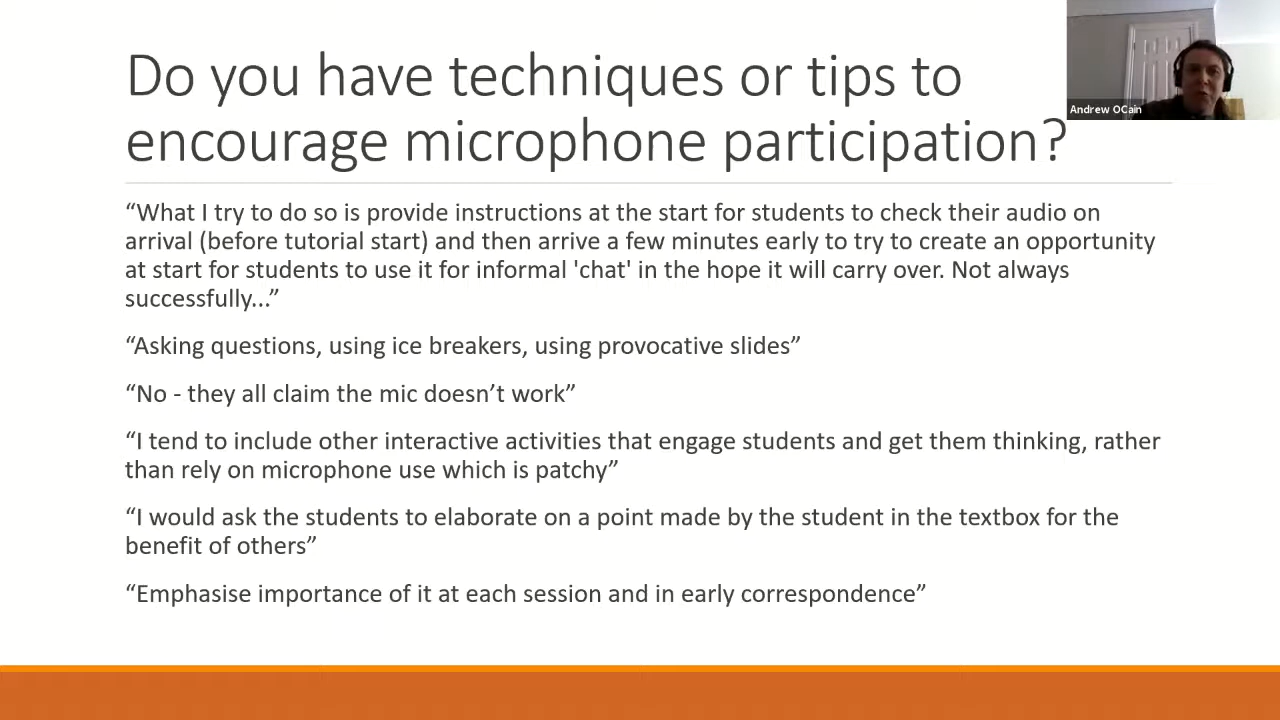 Do you have techniques or tips to
encourage microphone participation?
Andrew OCain
“What I try to do so is provide instructions at the start for students to check their audio on
arrival (before tutorial start) and then arrive a few minutes early to try to create an opportunity
at start for students to use it for informal 'chat' in the hope it will carry over. Not always
successfully...”
“Asking questions, using ice breakers, using provocative slides”
“No - they all claim the mic doesn’t work”
“I tend to include other interactive activities that engage students and get them thinking, rather
than rely on microphone use which is patchy”
“I would ask the students to elaborate on a point made by the student in the textbox for the
benefit of others”
“Emphasise importance of it at each session and in early correspondence”